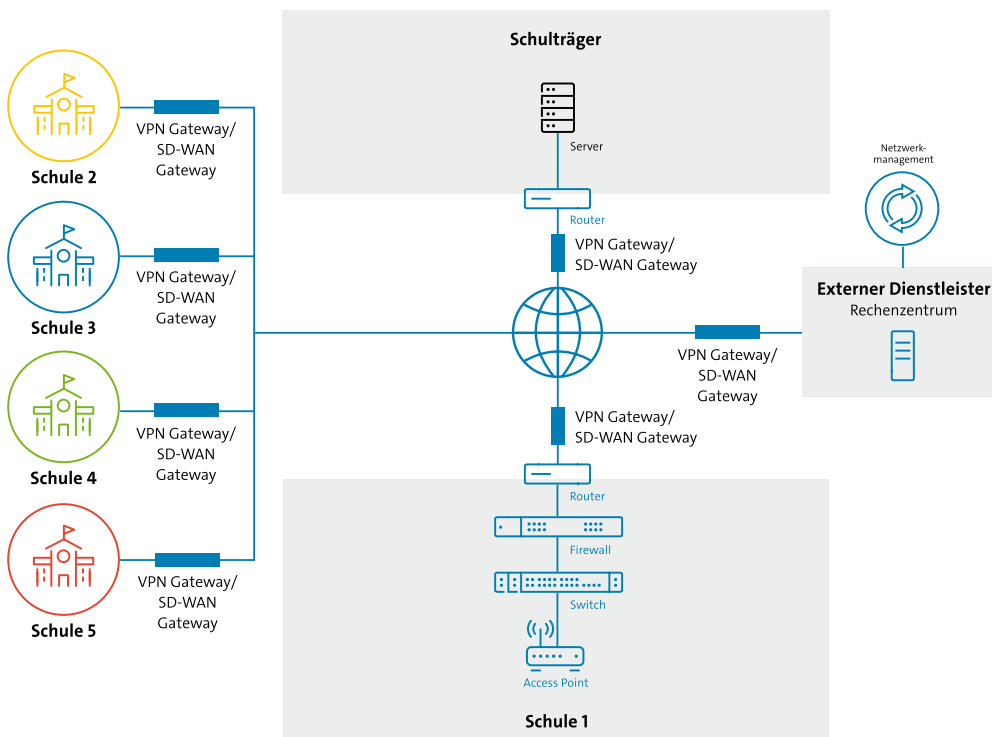 Schulträger
Server
Router
VPN Gateway/
SD-WAN Gateway
VPN Gateway/
SD-WAN
Gateway
Schule 2
VPN Gateway/
SD-WAN
Gateway
Schule 3
VPN Gateway/
SD-WAN
Gateway
Schule 4
VPN Gateway/
SD-WAN
Gateway
Schule 5
Netzwerk-
management
Externer Dienstleister
Rechenzentrum
VPN Gateway/
SD-WAN
Gateway
VPN Gateway/
SD-WAN Gateway
Router
Firewall
Switch
Access Point
Schule 1